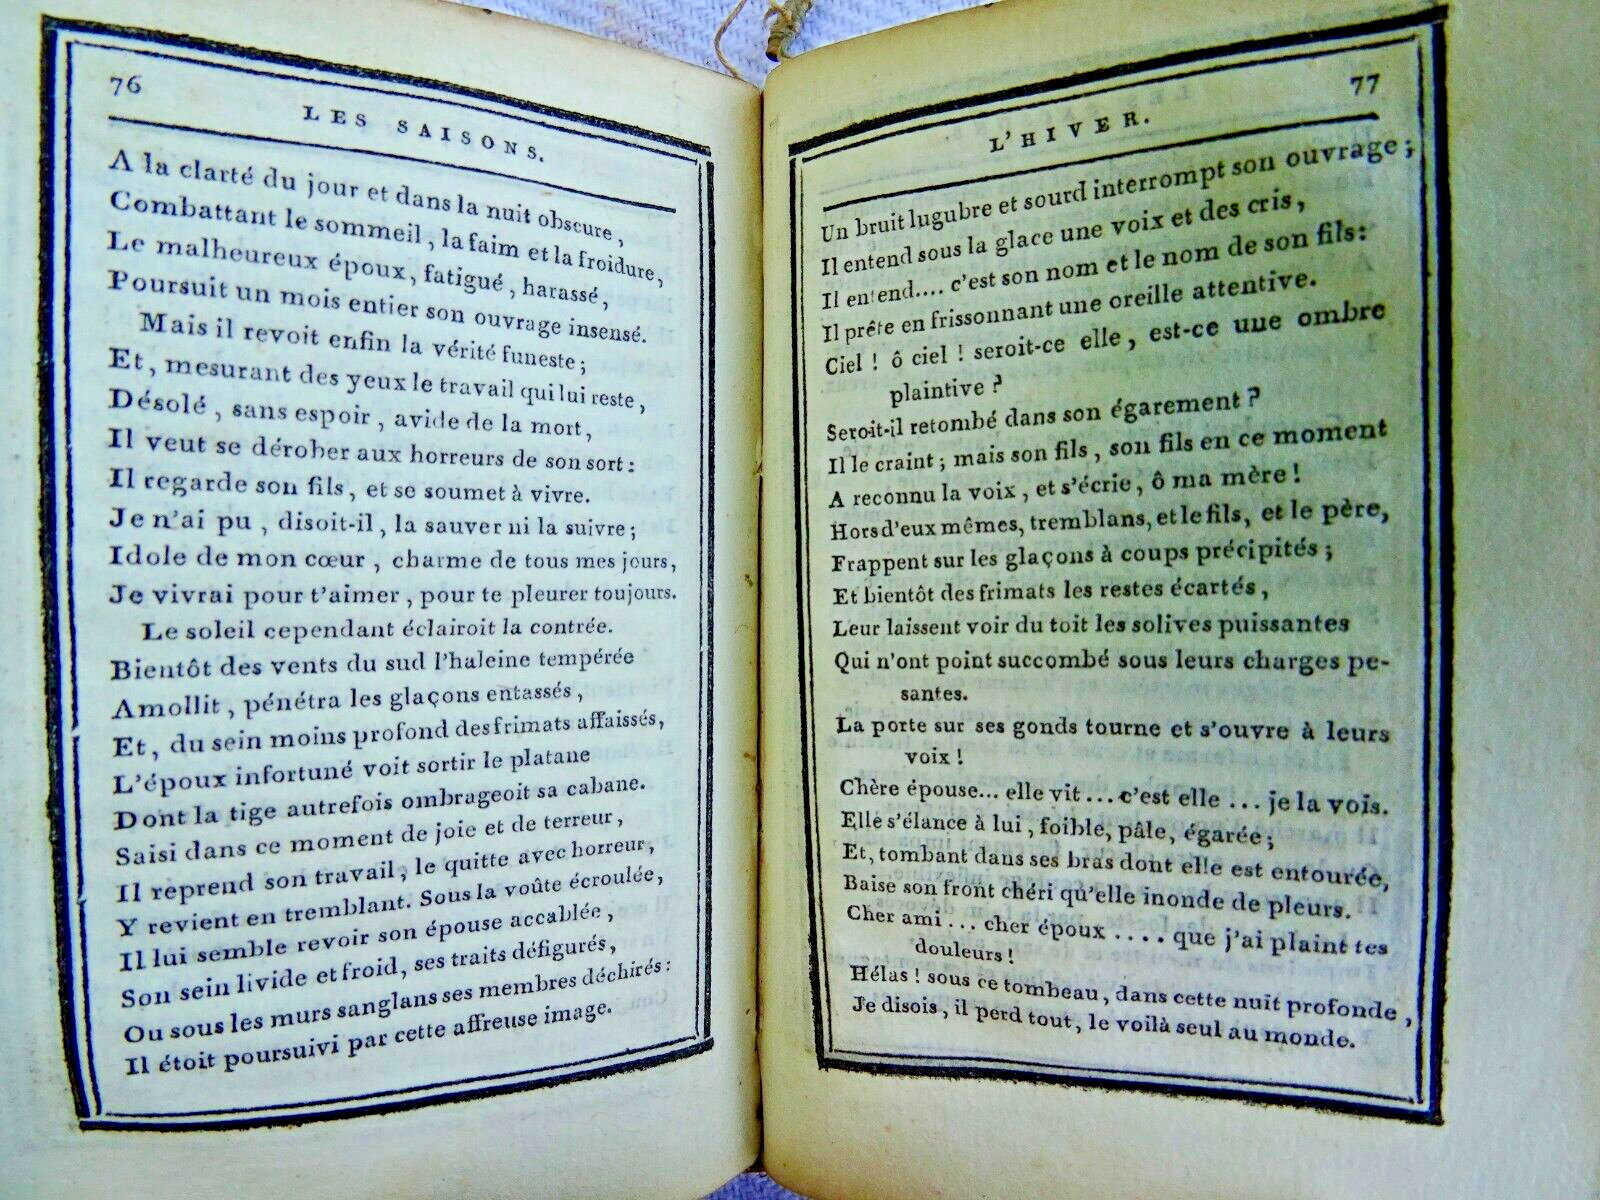 76
LES SAISONS.
A la clarté du jour et dans la nuit obscure,
Combattant le sommeil, la faim et la froidure,
Le malheureux époux, fatigué, harassé,
Poursuit un mois entier son ouvrage insensé.
Mais il revoit enfin la vérité funeste;
Et, mesurant des yeux le travail qui lui reste,
Désolé, sans espoir, avide de la mort,
Il veut se dérober aux horreurs de son sort:
Il regarde son fils, et se soumet à vivre.
Je n'ai pu, disoit-il, la sauver ni la suivre;
Idole de mon cœur, charme de tous mes jours,
Je vivrai pour t'aimer, pour te pleurer toujours.
Le soleil cependant éclairoit la contrée.
Bientôt des vents du sud l'haleine tempérée
Amollit, pénétra les glaçons entassés,
Et, du sein moins profond des frimats affaissés,
L'époux infortuné voit sortir le platane
Dont la tige autrefois ombrageoit sa cabane.
Saisi dans ce moment de joie et de terreur,
Il reprend son travail, le quitte avec horreur,
Y revient en tremblant. Sous la voûte écroulée,
Il lui semble revoir son épouse accablée,
Son sein livide et froid, ses traits défigurés,
Ou sous les murs sanglans ses membres déchirés:
Il étoit poursuivi par cette affreuse image.
77
L'HIVER.
Un bruit lugubre et sourd interrompt son ouvrage;
Il entend sous la glace une voix et des cris,
Il entend.... c'est son nom et le nom de son fils:
Il prête en frissonnant une oreille attentive.
Ciel ! ô ciel ! seroit-ce elle, est-ce une ombre
plaintive ?
Seroit-il retombé dans son égarement ?
Il le craint; mais son fils, son fils en ce moment
A reconnu la voix, et s'écrie, ô ma mère !
Hors d'eux mêmes, tremblans, et le fils, et le père,
Frappent sur les glaçons à coups précipités;
Et bientôt des frimats les restes écartés,
Leur laissent voir du toit les solives puissantes
Qui n'ont point succombé sous leurs charges pe-
santes.
La porte sur ses gonds tourne et s'ouvre à leurs
voix !
Chère épouse... elle vit ... c'est elle ... je la vois.
Elle s'élance à lui, foible, pâle, égarée;
Et, tombant dans ses bras dont elle est entourée,
Baise son front chéri qu'elle inonde de pleurs.
Cher ami ... cher époux .... que j'ai plaint tes
douleurs !
Hélas ! sous ce tombeau, dans cette nuit profonde,
Je disois, il perd tout, le voilà seul au monde.